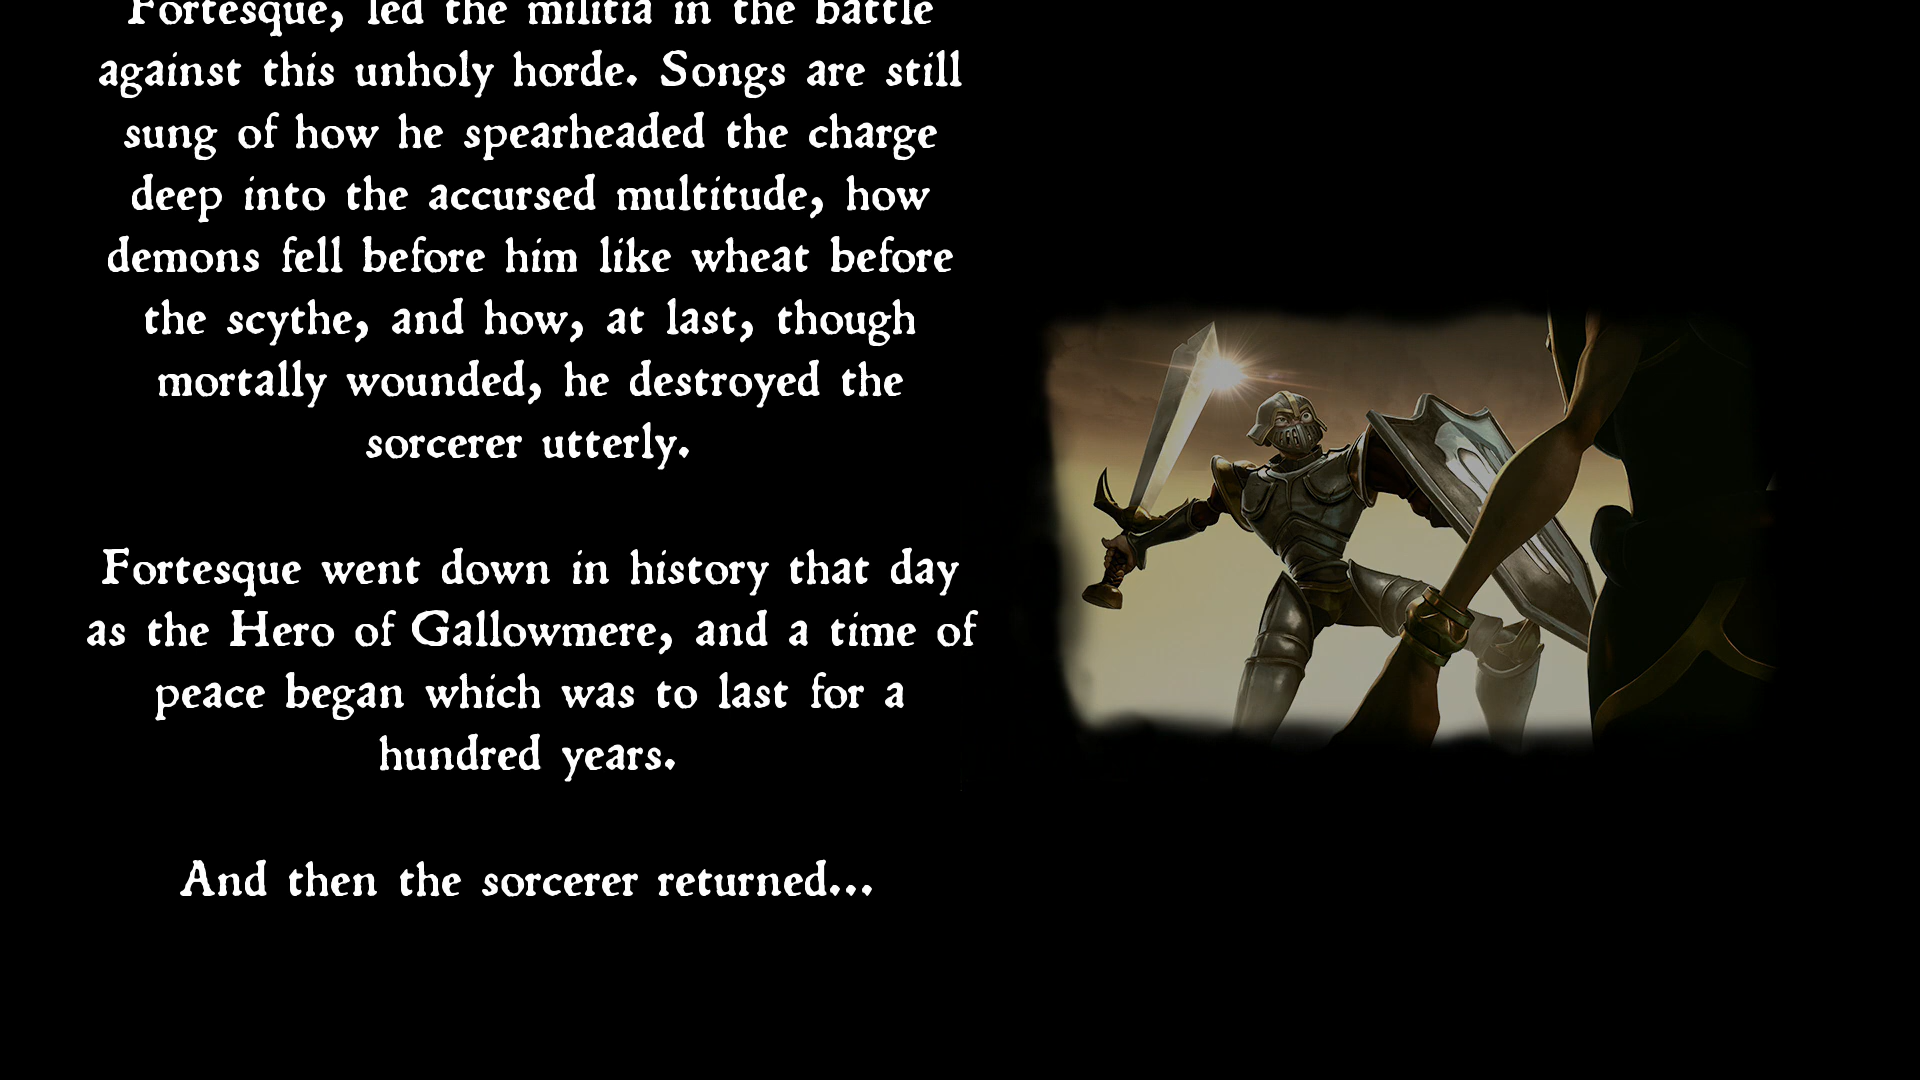 Fortesque, led the militia in the battle
against this unholy horde. Songs are still
sung of how he spearheaded the charge
deep into the accursed multitude, how
demons fell before him like wheat before
the scythe, and how, at last, though
mortally wounded, he destroyed the
sorcerer utterly.
Fortesque went down in history that day
as the Hero of Gallowmere, and a time of
peace began which was to last for a
hundred years.
And then the sorcerer returned...